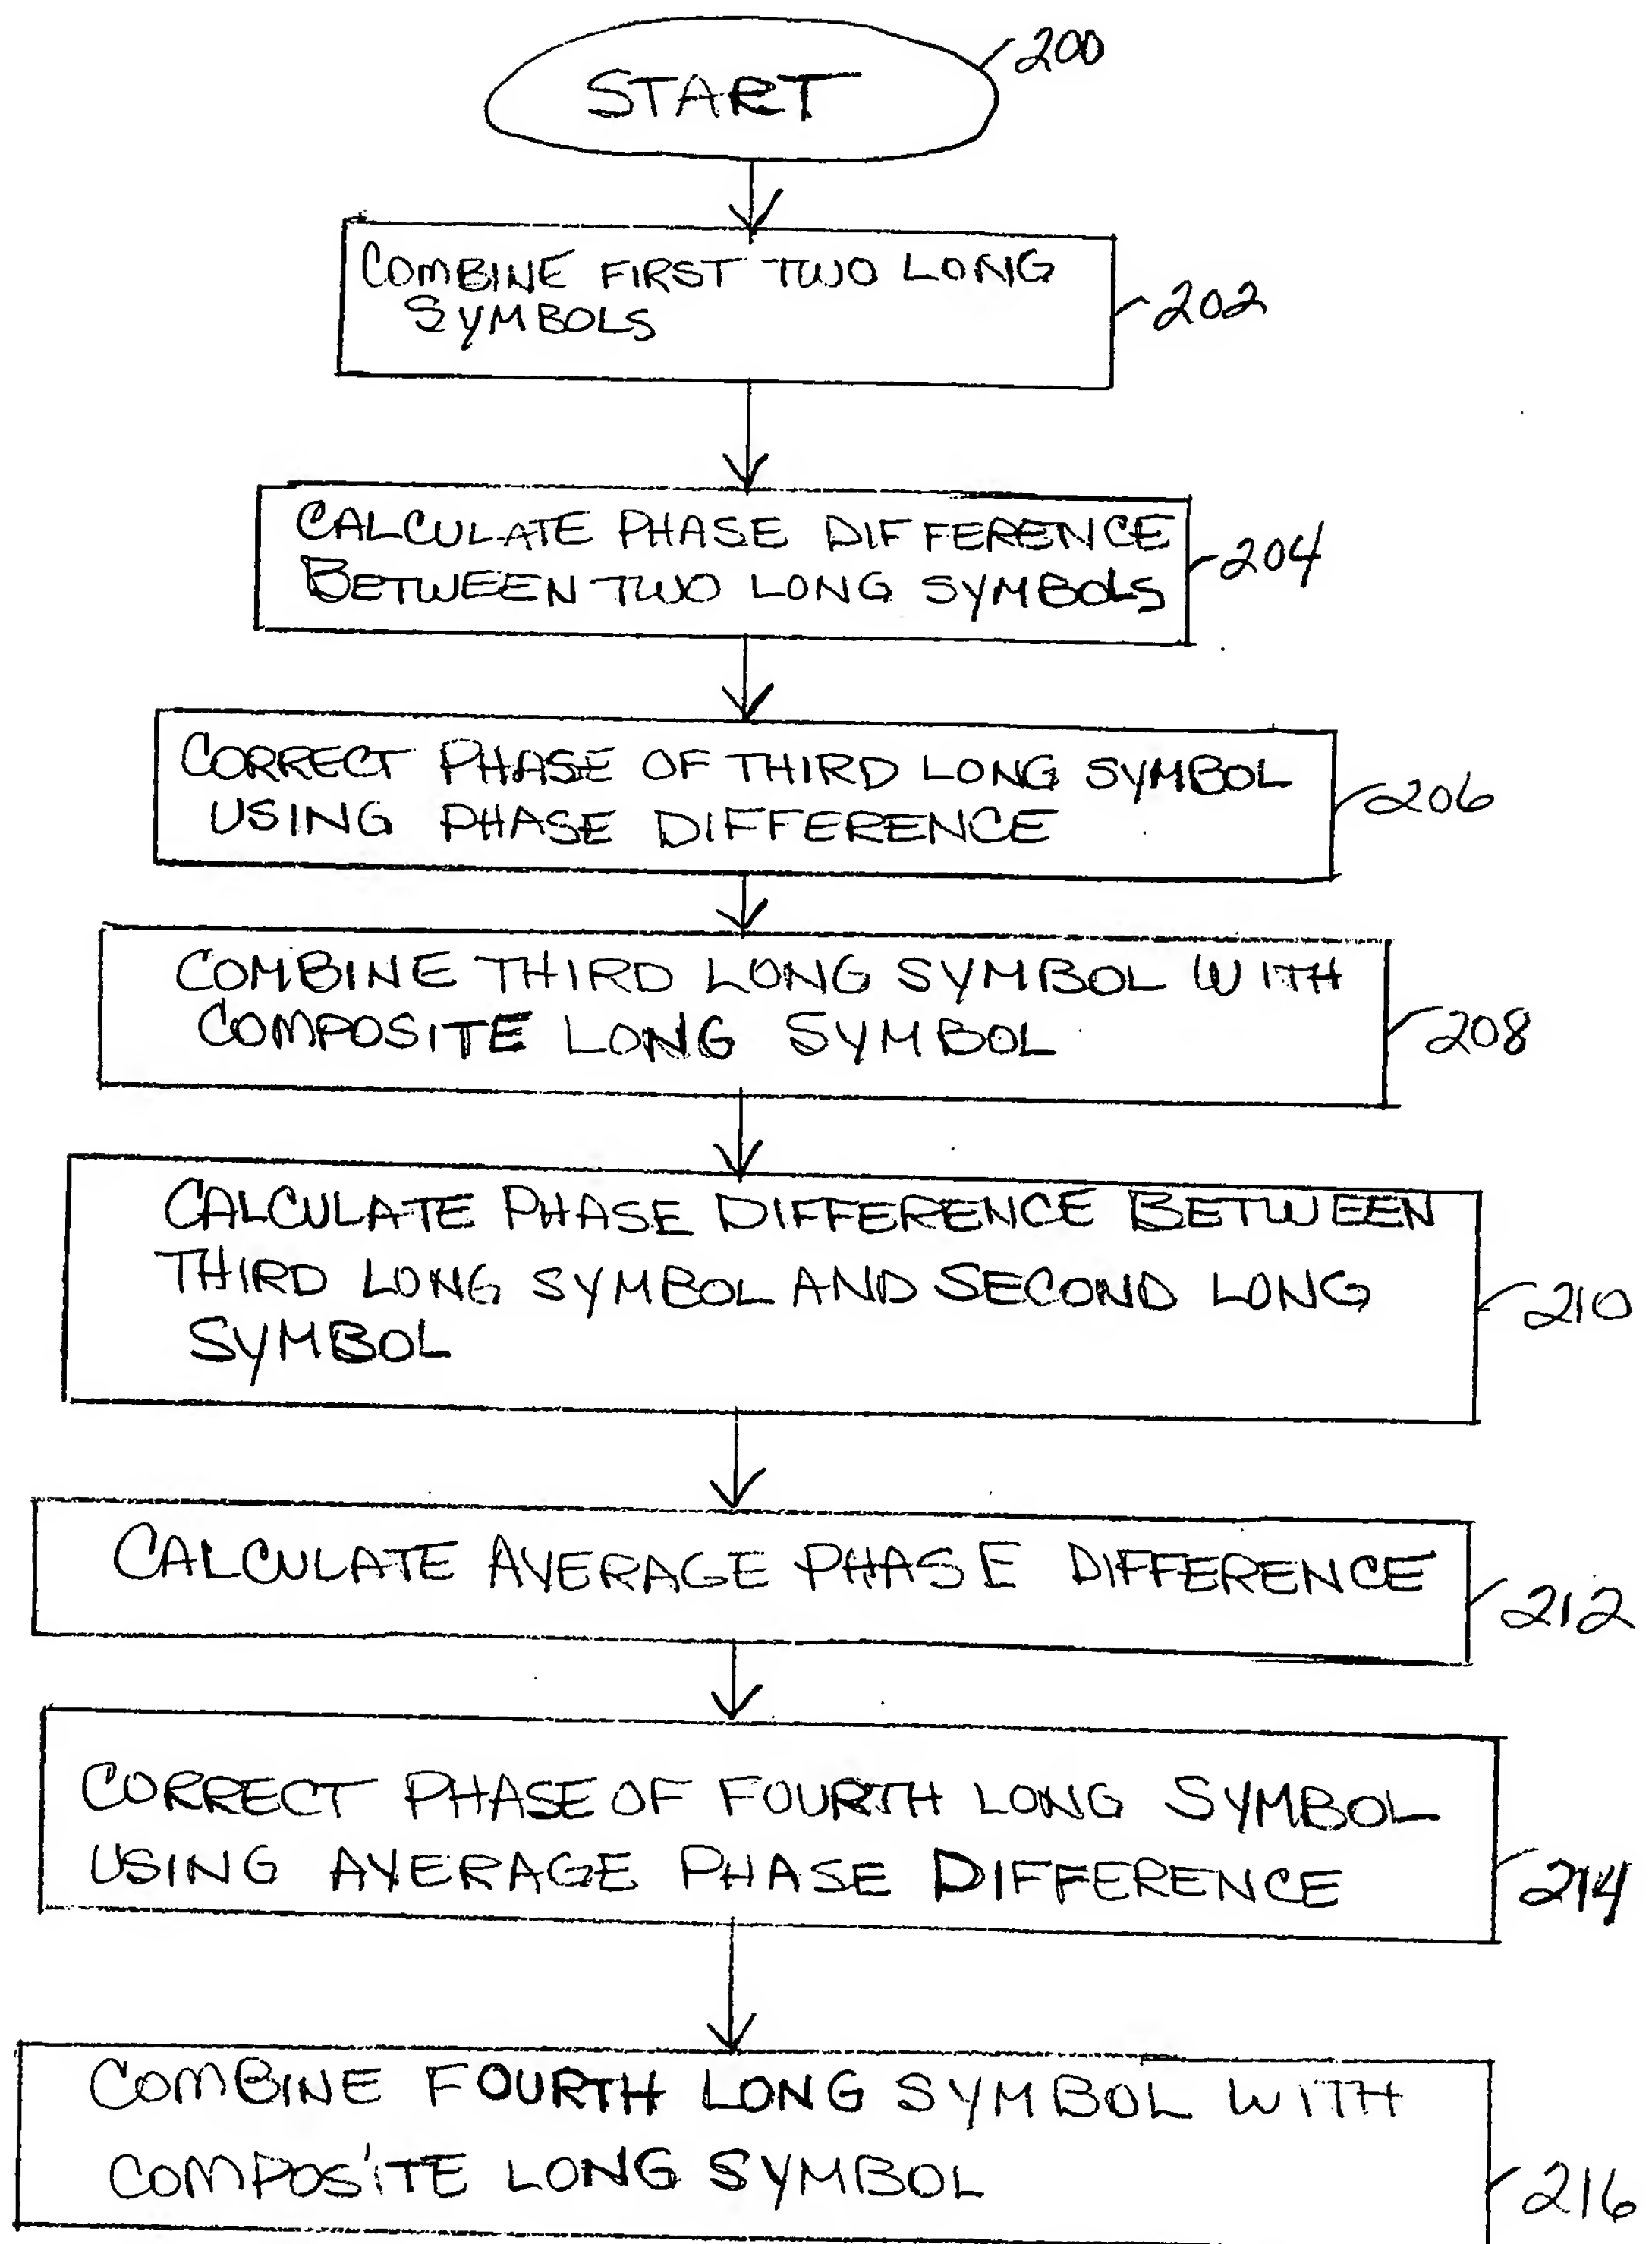 START
200
COMBINE FIRST TWO LONG
SYMBOLS
202
CALCULATE PHASE DIFFERENCE
BETWEEN TWO LONG SYMBOLS
204
CORRECT PHASE OF THIRD LONG SYMBOL
USING PHASE DIFFERENCE
206
COMBINE THIRD LONG SYMBOL WITH
COMPOSITE LONG SYMBOL
208
CALCULATE PHASE DIFFERENCE BETWEEN
THIRD LONG SYMBOL AND SECOND LONG
SYMBOL
210
CALCULATE AVERAGE PHASE DIFFERENCE
212
CORRECT PHASE OF FOURTH LONG SYMBOL
USING AVERAGE PHASE DIFFERENCE
214
COMBINE FOURTH LONG SYMBOL WITH
COMPOSITE LONG SYMBOL
216